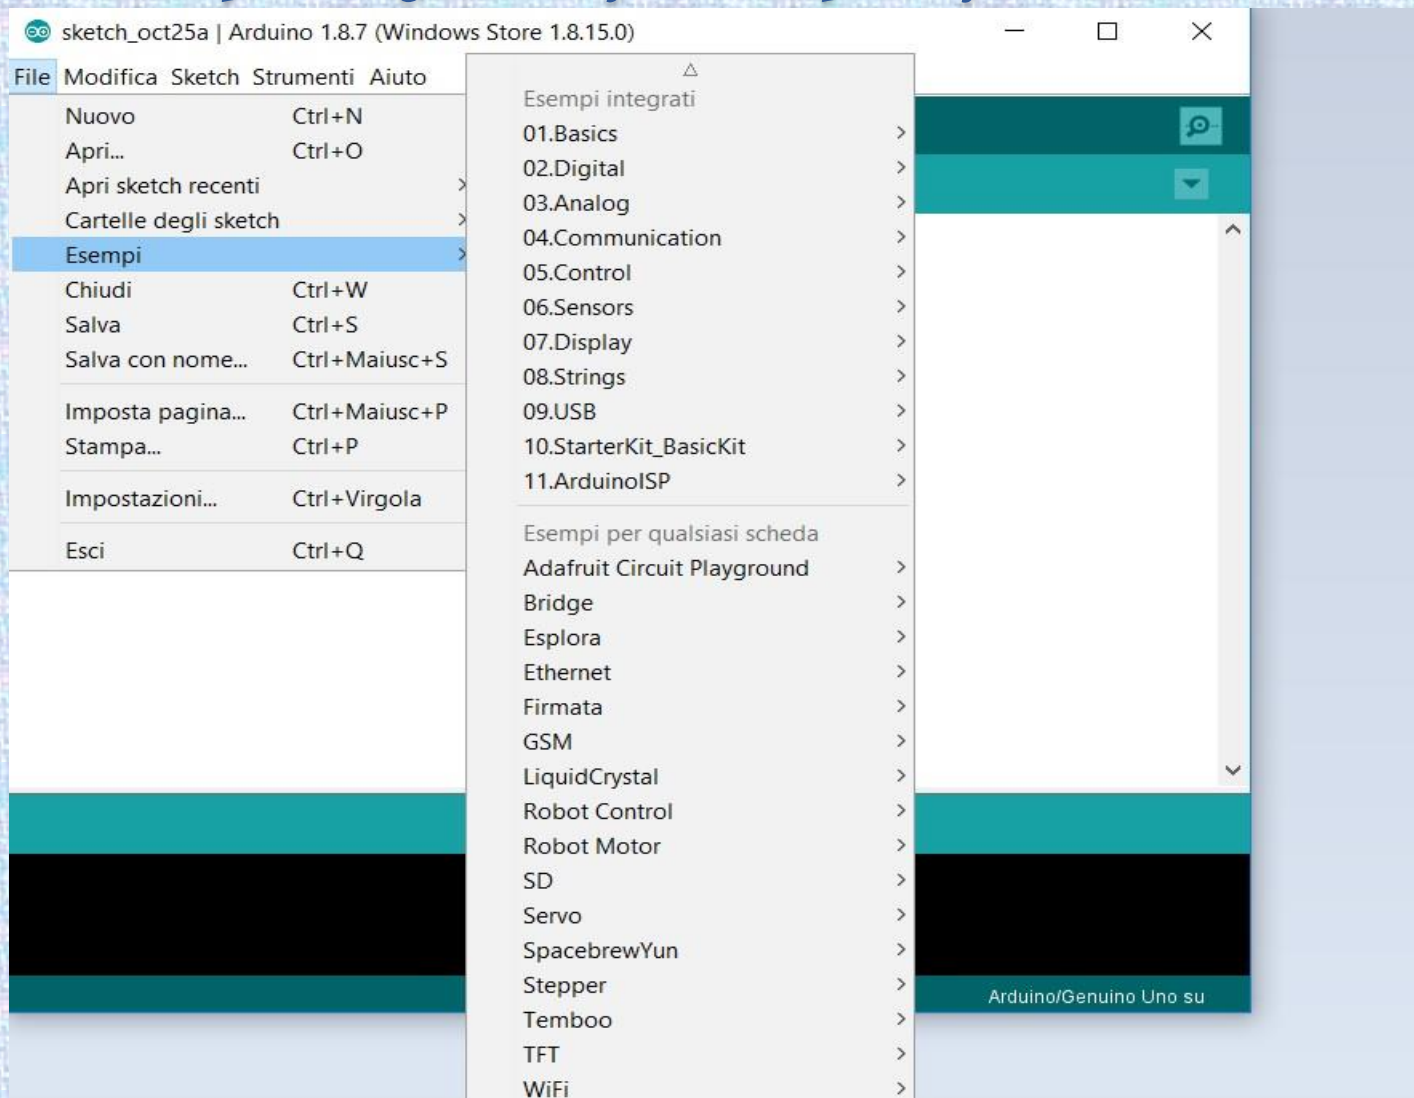 sketch_oct25a | Arduino 1.8.7 (Windows Store 1.8.15.0)
File Modifica Sketch Strumenti Aiuto
Nuovo Ctrl+N
Apri... Ctrl+O
Apri sketch recenti
Cartelle degli sketch
Esempi
Chiudi Ctrl+W
Salva Ctrl+S
Salva con nome... Ctrl+Maiusc+S
Imposta pagina... Ctrl+Maiusc+P
Stampa... Ctrl+P
Impostazioni... Ctrl+Virgola
Esci Ctrl+Q
Esempi integrati
01.Basics
02.Digital
03.Analog
04.Communication
05.Control
06.Sensors
07.Display
08.Strings
09.USB
10.StarterKit_BasicKit
11.ArduinoISP
Esempi per qualsiasi scheda
Adafruit Circuit Playground
Bridge
Esplora
Ethernet
Firmata
GSM
LiquidCrystal
Robot Control
Robot Motor
SD
Servo
SpacebrewYun
Stepper
Temboo
TFT
WiFi
Arduino/Genuino Uno su